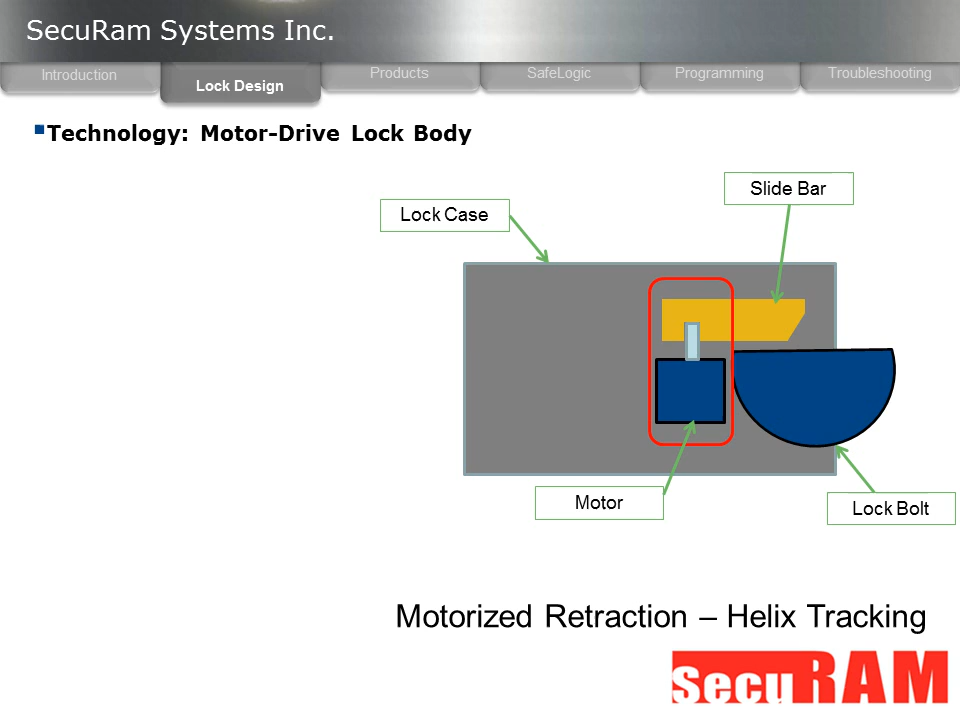 SecuRam Systems Inc.
Introduction
Lock Design
Products
SafeLogic
Programming
Troubleshooting
Technology: Motor-Drive Lock Body
Slide Bar
Lock Case
Motor
Lock Bolt
Motorized Retraction – Helix Tracking
SecuRAM